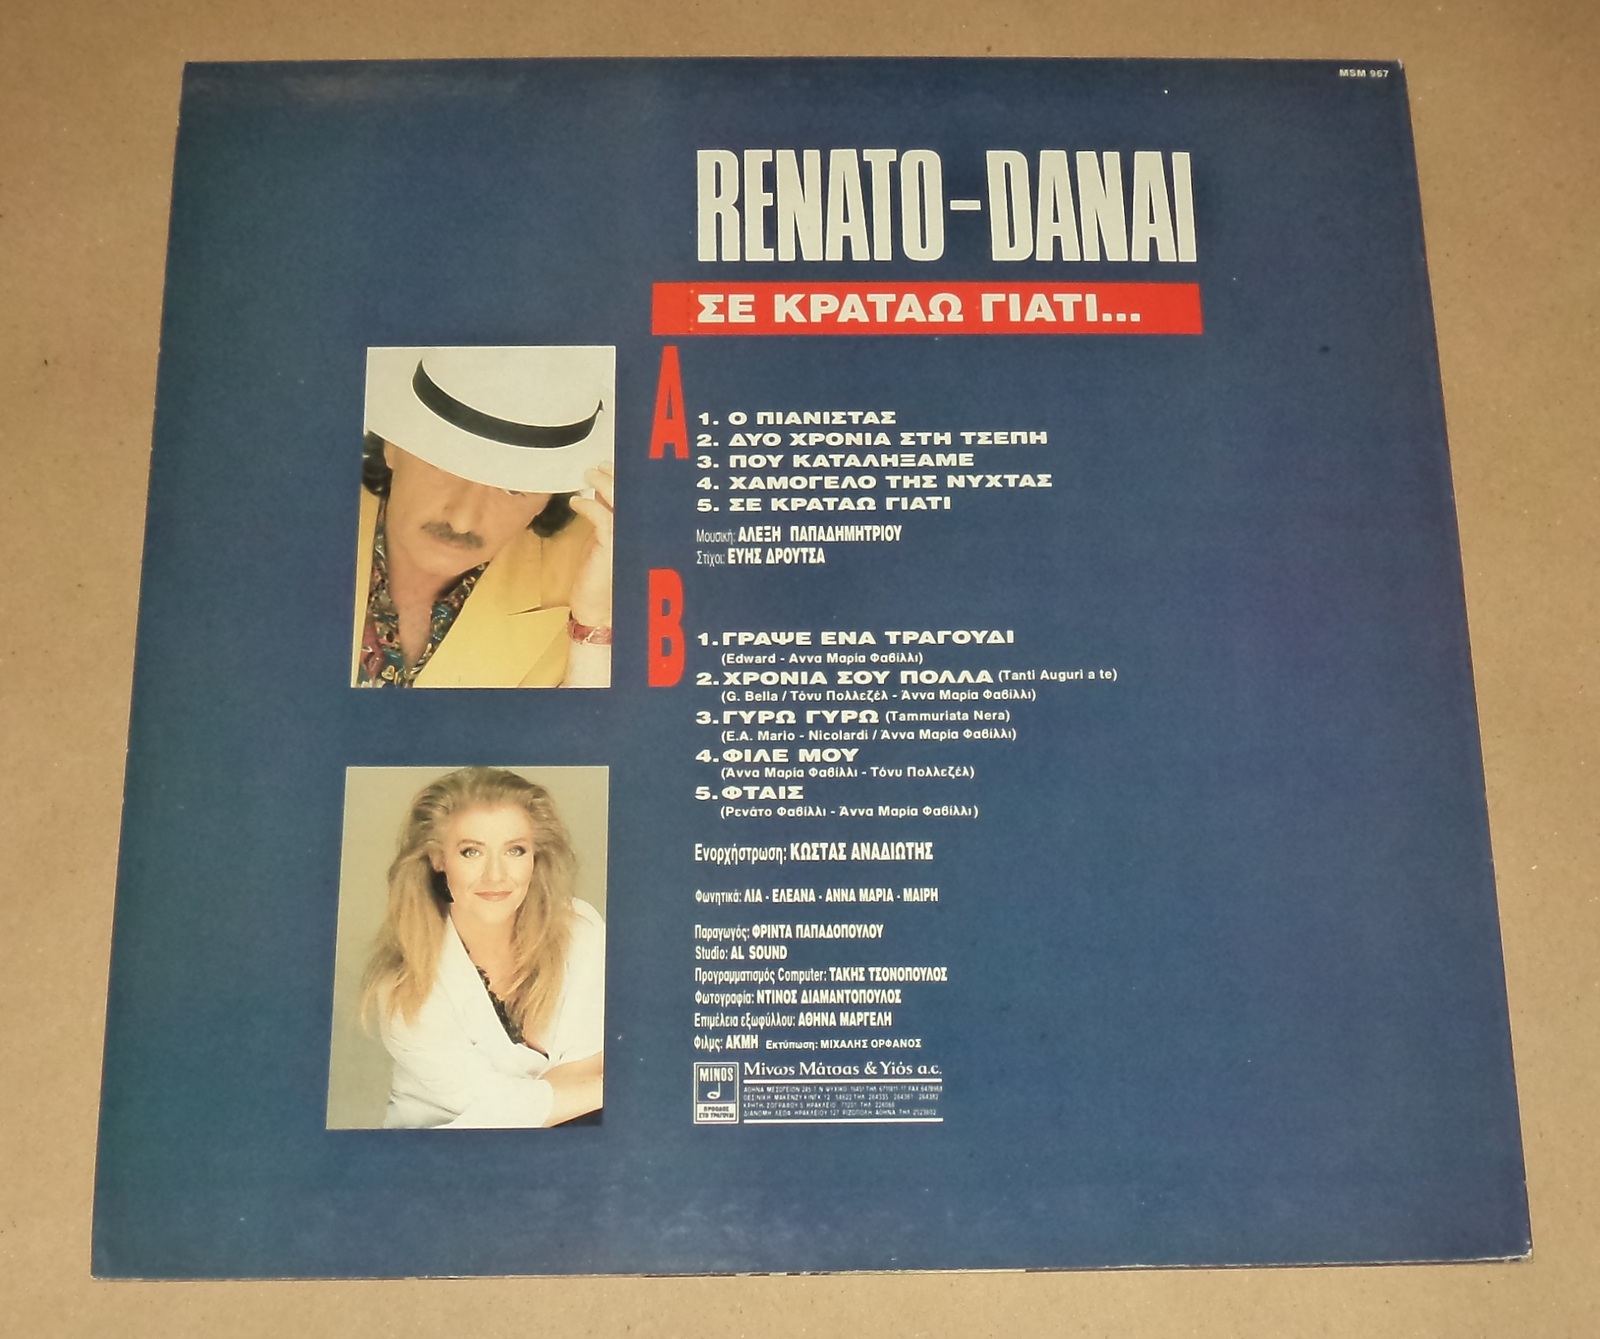 MSM 967
RENATO-DANAI
ΣΕ ΚΡΑΤΑΩ ΓΙΑΤΙ...
A
1. Ο ΠΙΑΝΙΣΤΑΣ
2. ΔΥΟ ΧΡΟΝΙΑ ΣΤΗ ΤΣΕΠΗ
3. ΠΟΥ ΚΑΤΑΛΗΞΑΜΕ
4. ΧΑΜΟΓΕΛΟ ΤΗΣ ΝΥΧΤΑΣ
5. ΣΕ ΚΡΑΤΑΩ ΓΙΑΤΙ
Μουσική: ΑΛΕΞΗ ΠΑΠΑΔΗΜΗΤΡΙΟΥ
Στίχοι: ΕΥΗΣ ΔΡΟΥΤΣΑ
B
1. ΓΡΑΨΕ ΕΝΑ ΤΡΑΓΟΥΔΙ
(Edward - Αννα Μαρία Φαβίλλι)
2. ΧΡΟΝΙΑ ΣΟΥ ΠΟΛΛΑ (Tanti Auguri a te)
(G. Bella / Τόνυ Πολλεζέλ - Άννα Μαρία Φαβίλλι)
3. ΓΥΡΩ ΓΥΡΩ (Tammuriata Nera)
(E.A. Mario - Nicolardi / Άννα Μαρία Φαβίλλι)
4. ΦΙΛΕ ΜΟΥ
(Άννα Μαρία Φαβίλλι - Τόνυ Πολλεζέλ)
5. ΦΤΑΙΣ
(Ρενάτο Φαβίλλι - Άννα Μαρία Φαβίλλι)
Ενορχήστρωση: ΚΩΣΤΑΣ ΑΝΑΔΙΩΤΗΣ
Φωνητικά: ΛΙΑ - ΕΛΕΑΝΑ - ΑΝΝΑ ΜΑΡΙΑ - ΜΑΙΡΗ
Παραγωγός: ΦΡΙΝΤΑ ΠΑΠΑΔΟΠΟΥΛΟΥ
Studio: AL SOUND
Προγραμματισμός Computer: ΤΑΚΗΣ ΤΣΟΝΟΠΟΥΛΟΣ
Φωτογραφία: ΝΤΙΝΟΣ ΔΙΑΜΑΝΤΟΠΟΥΛΟΣ
Επιμέλεια εξωφύλλου: ΑΘΗΝΑ ΜΑΡΓΕΛΗ
Φιλμς: ΑΚΜΗ Εκτύπωση: ΜΙΧΑΛΗΣ ΟΡΦΑΝΟΣ
MINOS
Μίνως Μάτσας & Υιός α.ε.